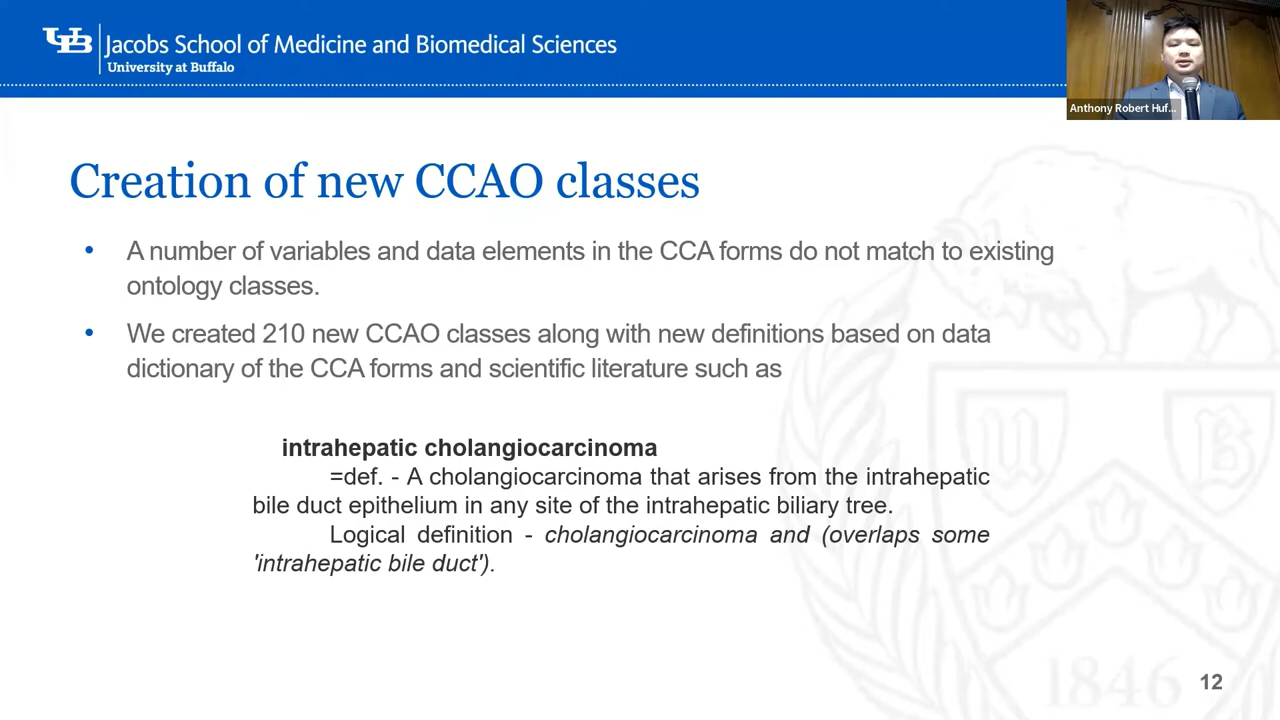 UB Jacobs School of Medicine and Biomedical Sciences
University at Buffalo
Anthony Robert Huf...
Creation of new CCAO classes
• A number of variables and data elements in the CCA forms do not match to existing
ontology classes.
• We created 210 new CCAO classes along with new definitions based on data
dictionary of the CCA forms and scientific literature such as
intrahepatic cholangiocarcinoma
=def. - A cholangiocarcinoma that arises from the intrahepatic
bile duct epithelium in any site of the intrahepatic biliary tree.
Logical definition - cholangiocarcinoma and (overlaps some
'intrahepatic bile duct').
U B
1846
12